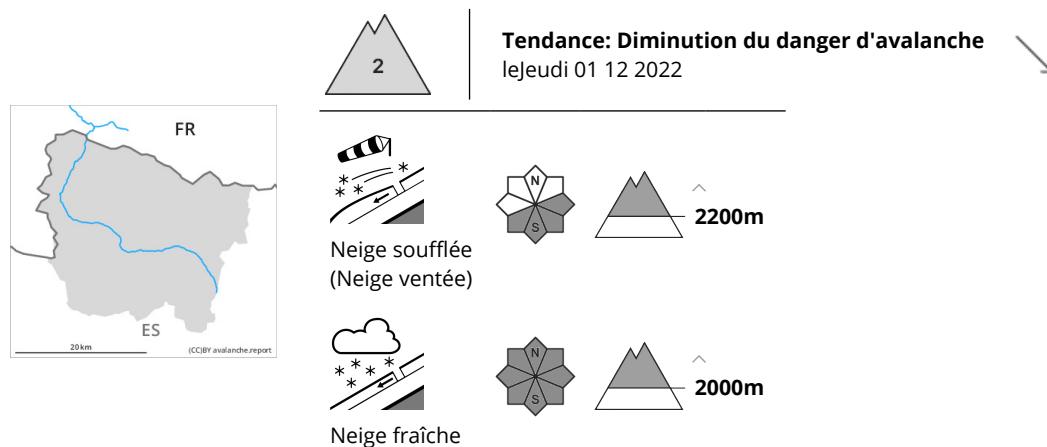 2
Tendance: Diminution du danger d'avalanche
leJeudi 01 12 2022
FR
ES
20 km
(CC)BY avalanche.report
N
S
2200m
Neige soufflée
(Neige ventée)
N
S
2000m
Neige fraîche